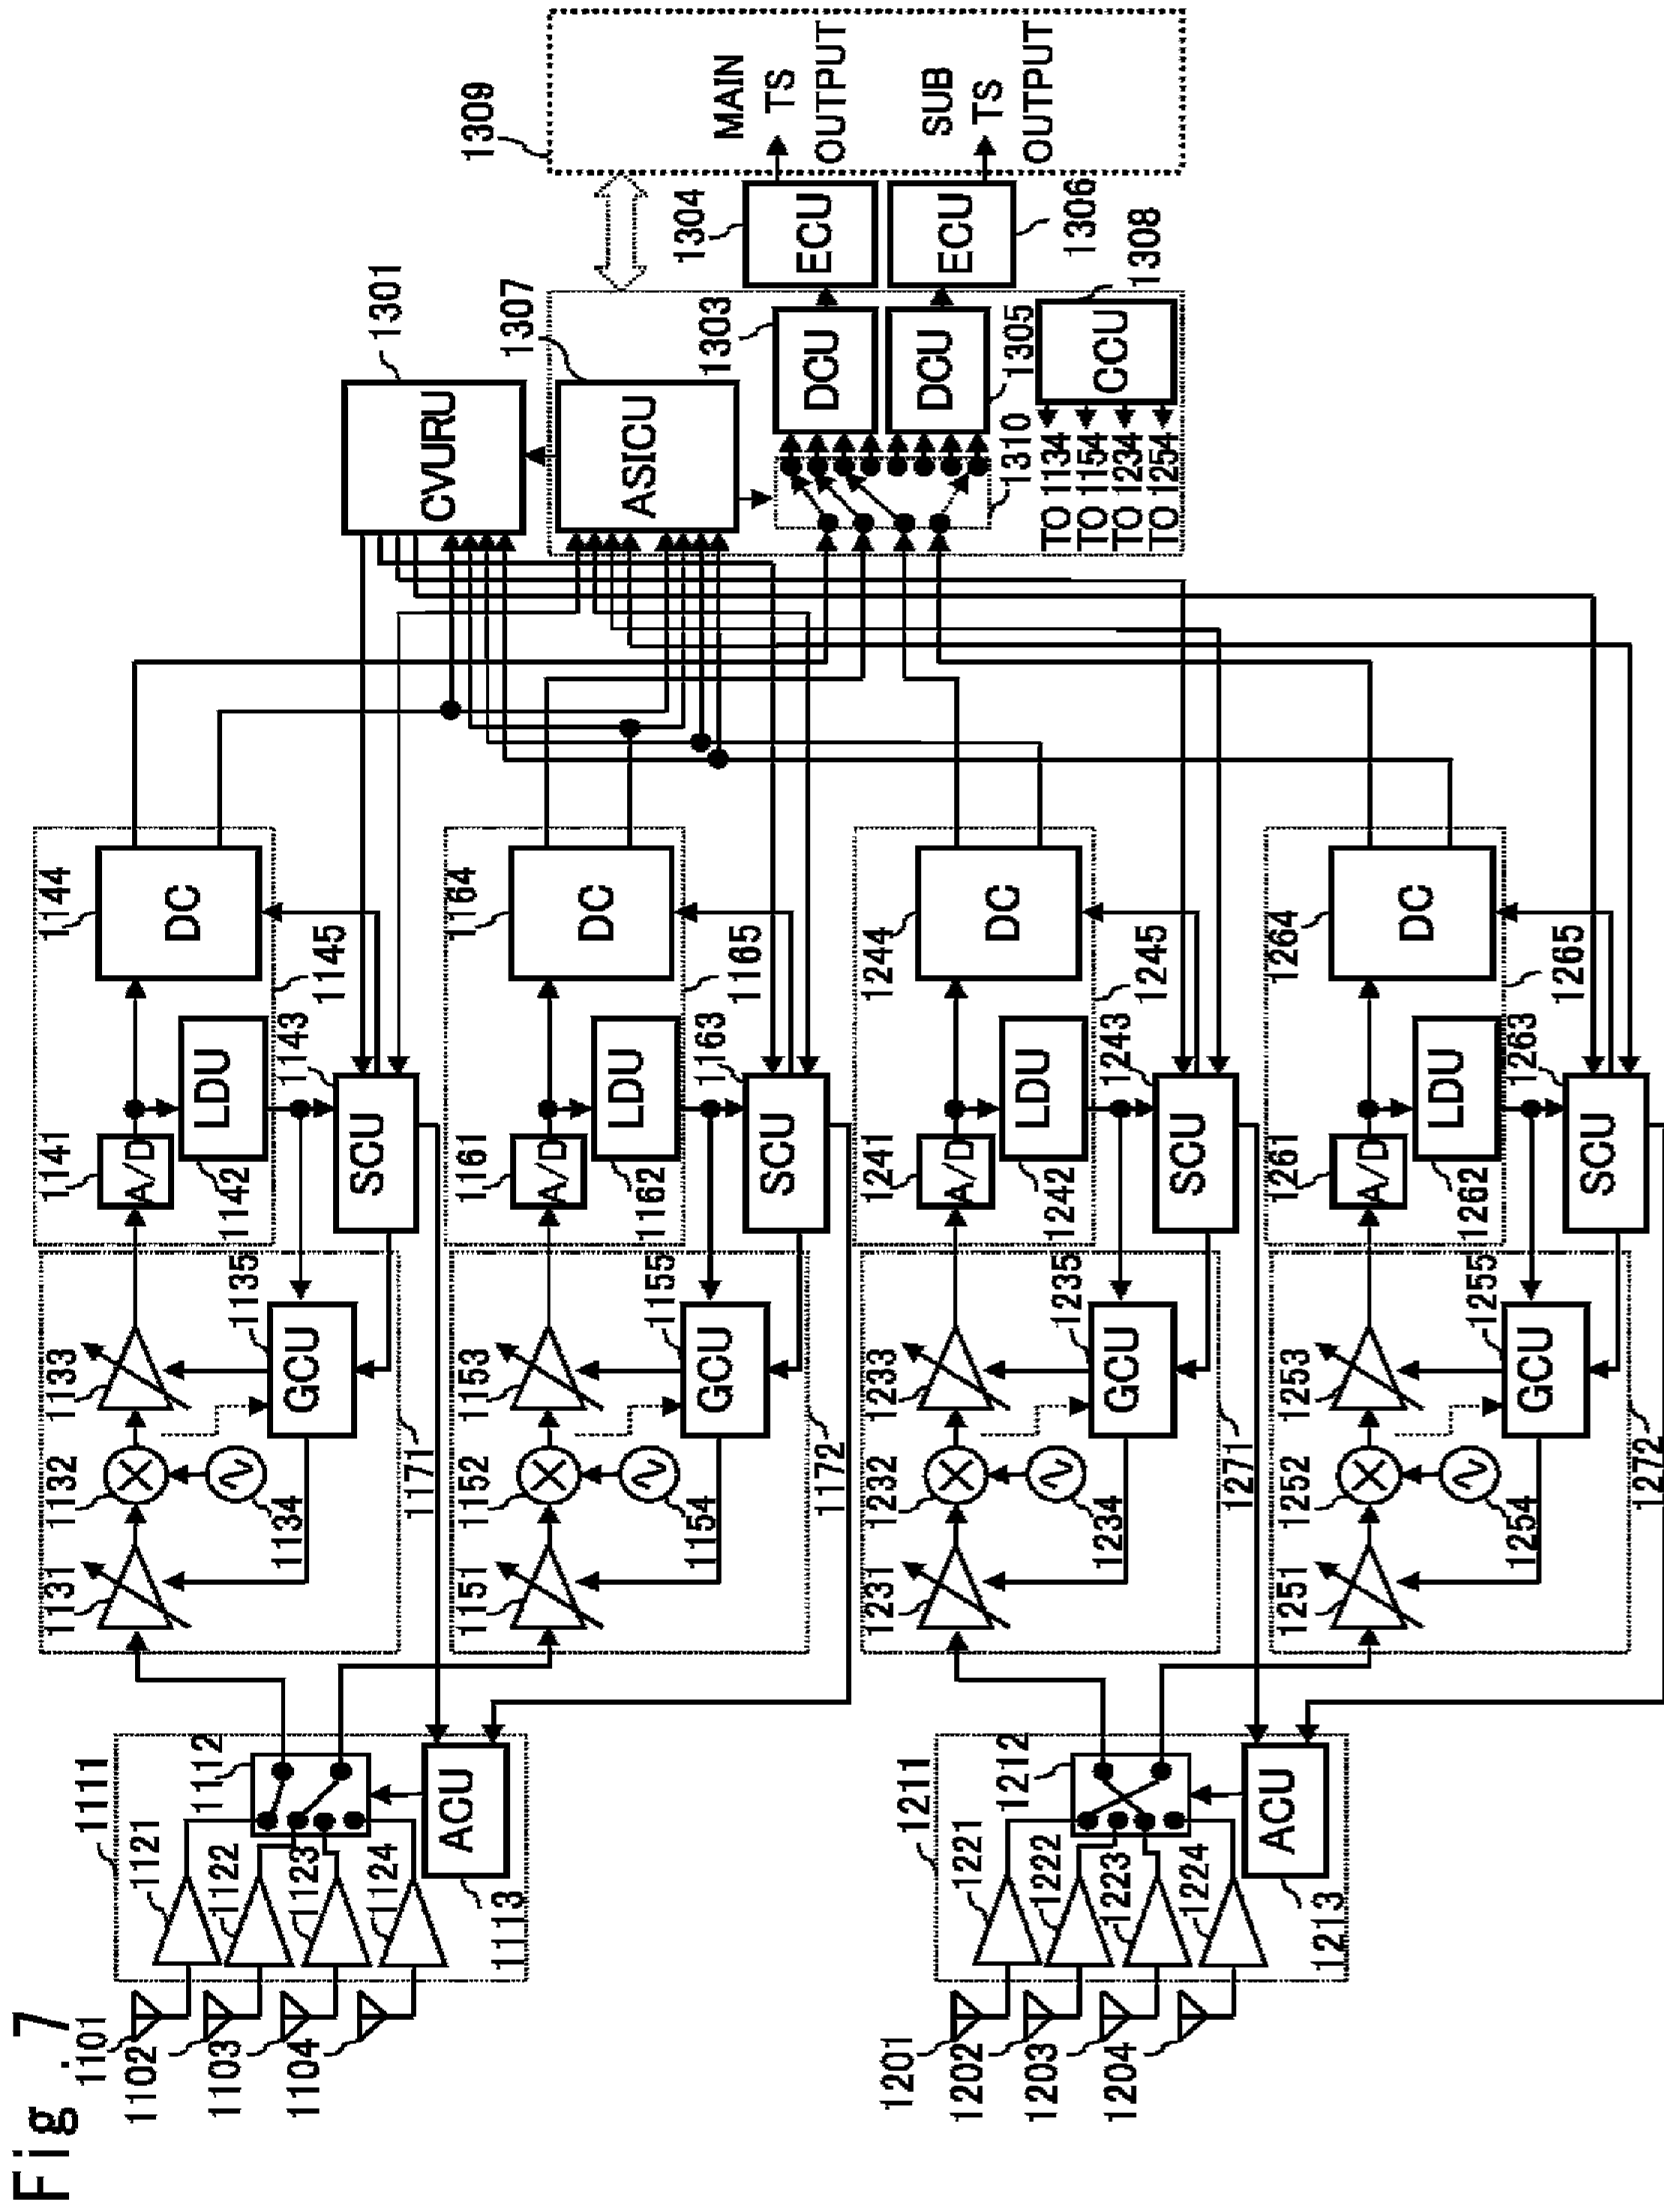 Fig. 7
1101
1102
1103
1104
1111
1121
1122
1123
1124
1112
ACU
1113
1131
1132
1133
1134
1135
GCU
1171
1141
A/D
1142
LDU
1143
SCU
1144
DC
1145
1151
1152
1153
1154
1155
GCU
1172
1161
A/D
1162
LDU
1163
SCU
1164
DC
1165
1201
1202
1203
1204
1211
1221
1222
1223
1224
1212
ACU
1213
1231
1232
1233
1234
1235
GCU
1271
1241
A/D
1242
LDU
1243
SCU
1244
DC
1245
1251
1252
1253
1254
1255
GCU
1272
1261
A/D
1262
LDU
1263
SCU
1264
DC
1265
CVURU
1301
ASICU
1307
DCU
1303
DCU
1305
1310
ECU
1304
ECU
1306
CCU
1308
TO 1134
TO 1154
TO 1234
TO 1254
1309
MAIN
TS
OUTPUT
SUB
TS
OUTPUT